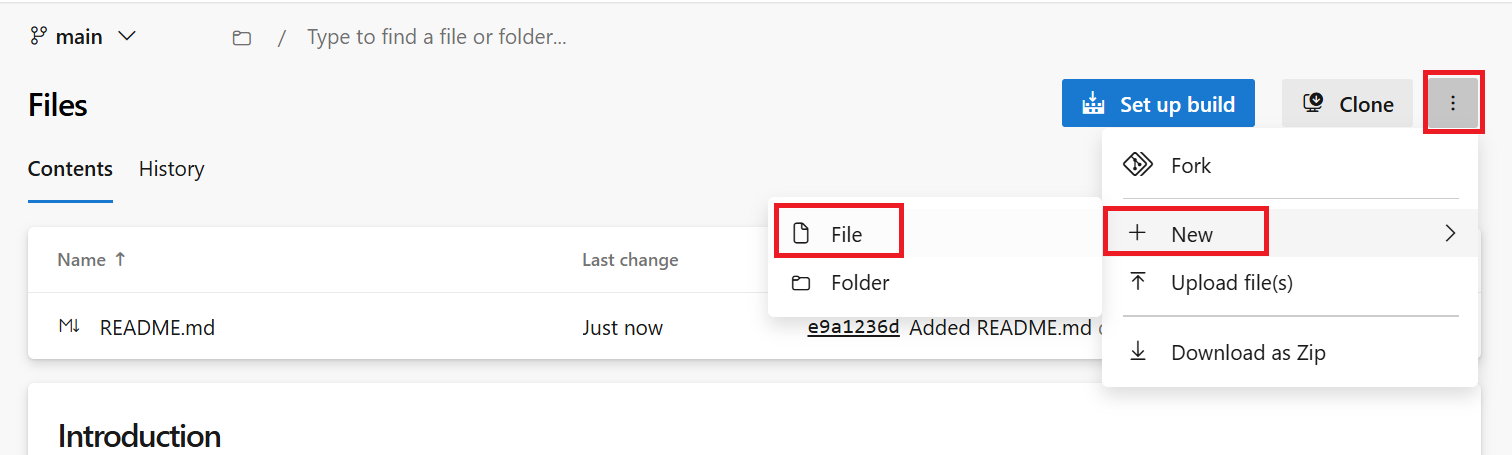 main
/ Type to find a file or folder...
Files
Set up build
Clone
Contents
History
Fork
New
File
Upload file(s)
Folder
Download as Zip
Name ↑
Last change
README.md
Just now
e9a1236d Added README.md
Introduction